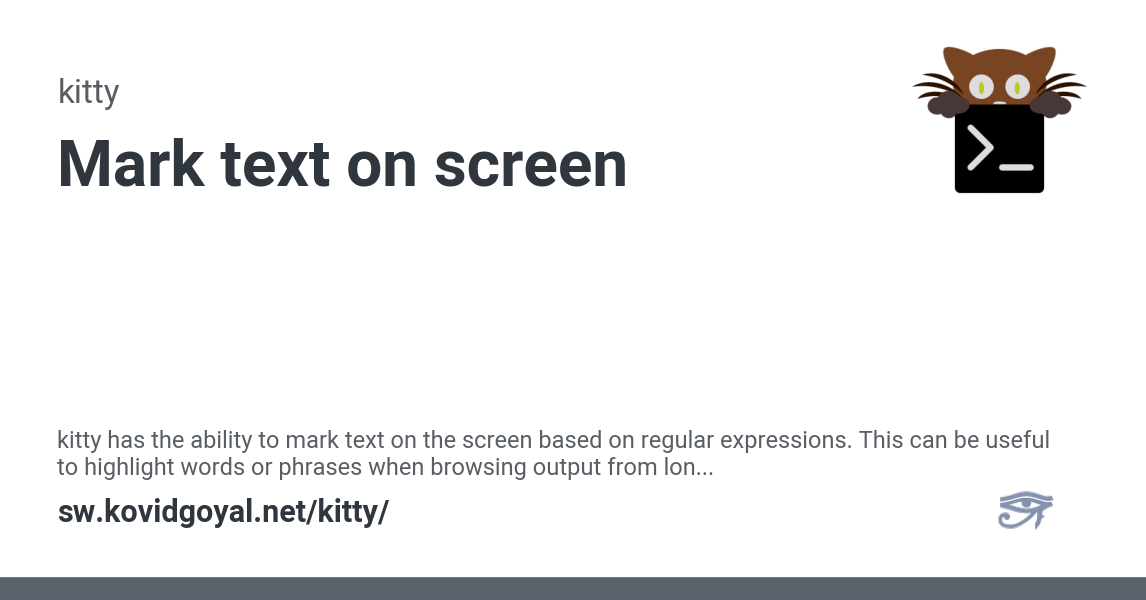 kitty
Mark text on screen
kitty has the ability to mark text on the screen based on regular expressions. This can be useful
to highlight words or phrases when browsing output from lon...
sw.kovidgoyal.net/kitty/